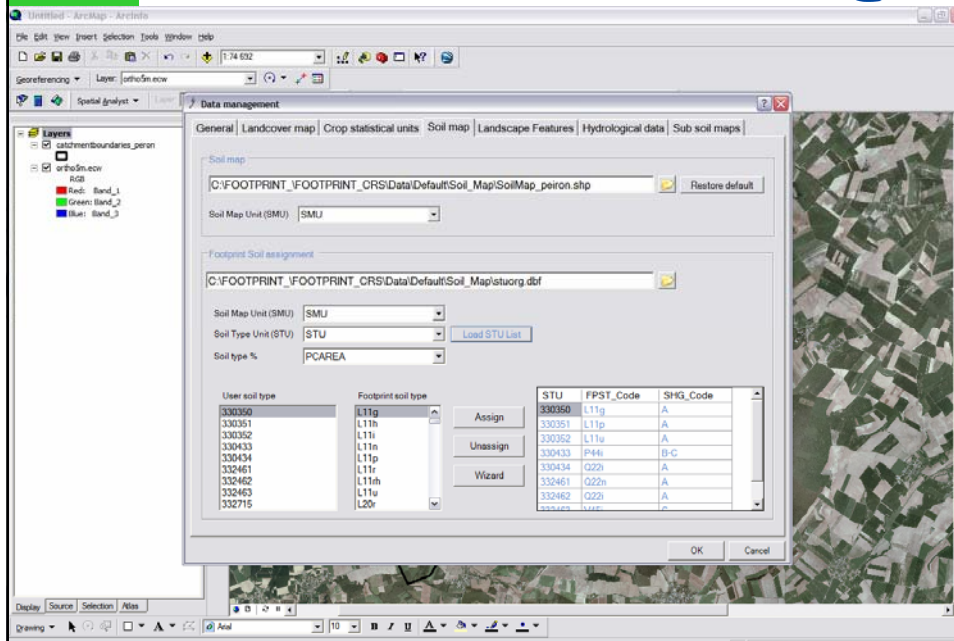 Untitled - ArcMap - ArcInfo
File Edit View Insert Selection Tools Window Help
1:74 692
Georeferencing Layer: ortho5m.ecw
Spatial Analyst Layer
Data management
General Landcover map Crop statistical units Soil map Landscape Features Hydrological data Sub soil maps
Layers
catchmentboundaries_peron
ortho5m.ecw
RGB
Red: Band_1
Green: Band_2
Blue: Band_3
Soil map
C:\FOOTPRINT_\FOOTPRINT_CRS\Data\Default\Soil_Map\SoilMap_peiron.shp Restore default
Soil Map Unit (SMU) SMU
Footprint Soil assignment
C:\FOOTPRINT_\FOOTPRINT_CRS\Data\Default\Soil_Map\stuorg.dbf
Soil Map Unit (SMU) SMU
Soil Type Unit (STU) STU Load STU List
Soil type % PCAREA
User soil type
330350
330351
330352
330433
330434
332461
332462
332463
332715
Footprint soil type
L11g
L11h
L11i
L11n
L11p
L11r
L11rh
L11u
L20r
Assign
Unassign
Wizard
STU FPST_Code SHG_Code
330350 L11g A
330351 L11p A
330352 L11u A
330433 P44i B-C
330434 Q22i A
332461 Q22n A
332462 Q22i A
OK Cancel
Display Source Selection Atlas
Drawing A Arial 10 B I U A